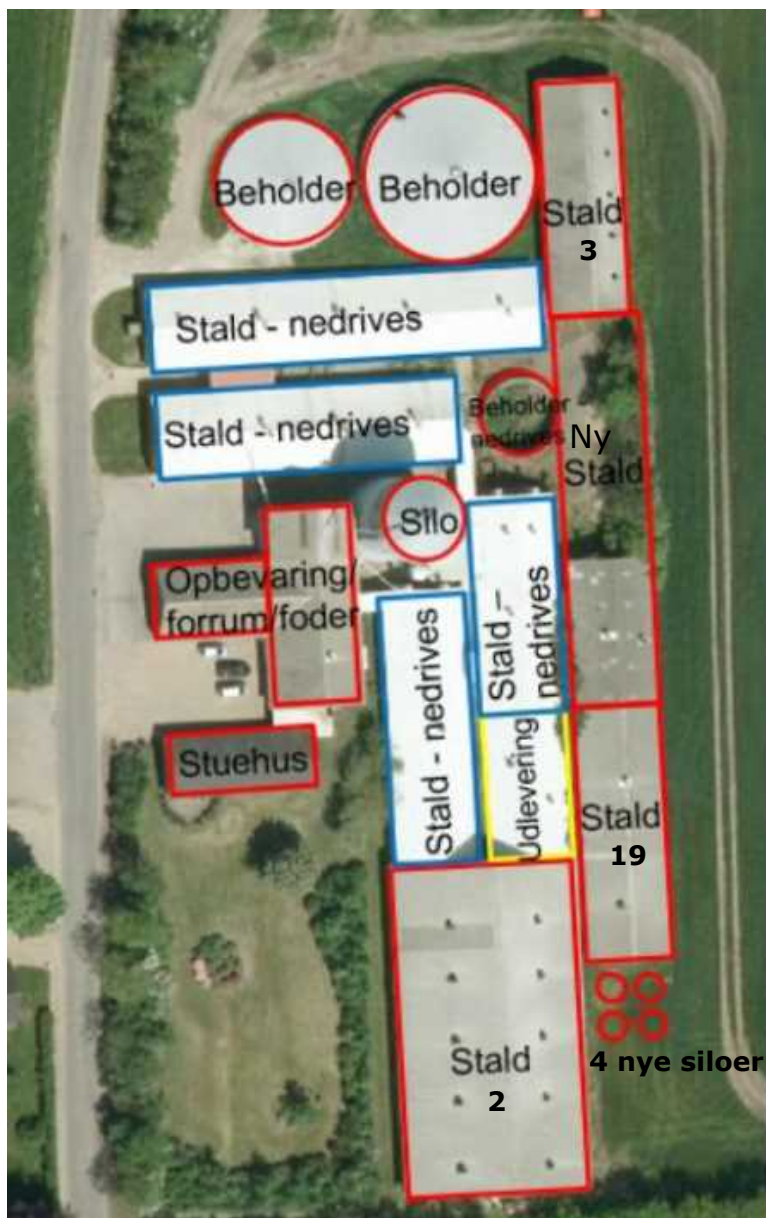 Beholder
Beholder
Stald
3
Stald - nedrives
Stald - nedrives
Beholder -
nedrives
Ny
Stald
Silo
Opbevaring/
forrum/foder
Stald –
nedrives
Stald - nedrives
Stuehus
Udlevering
Stald
19
4 nye siloer
Stald
2